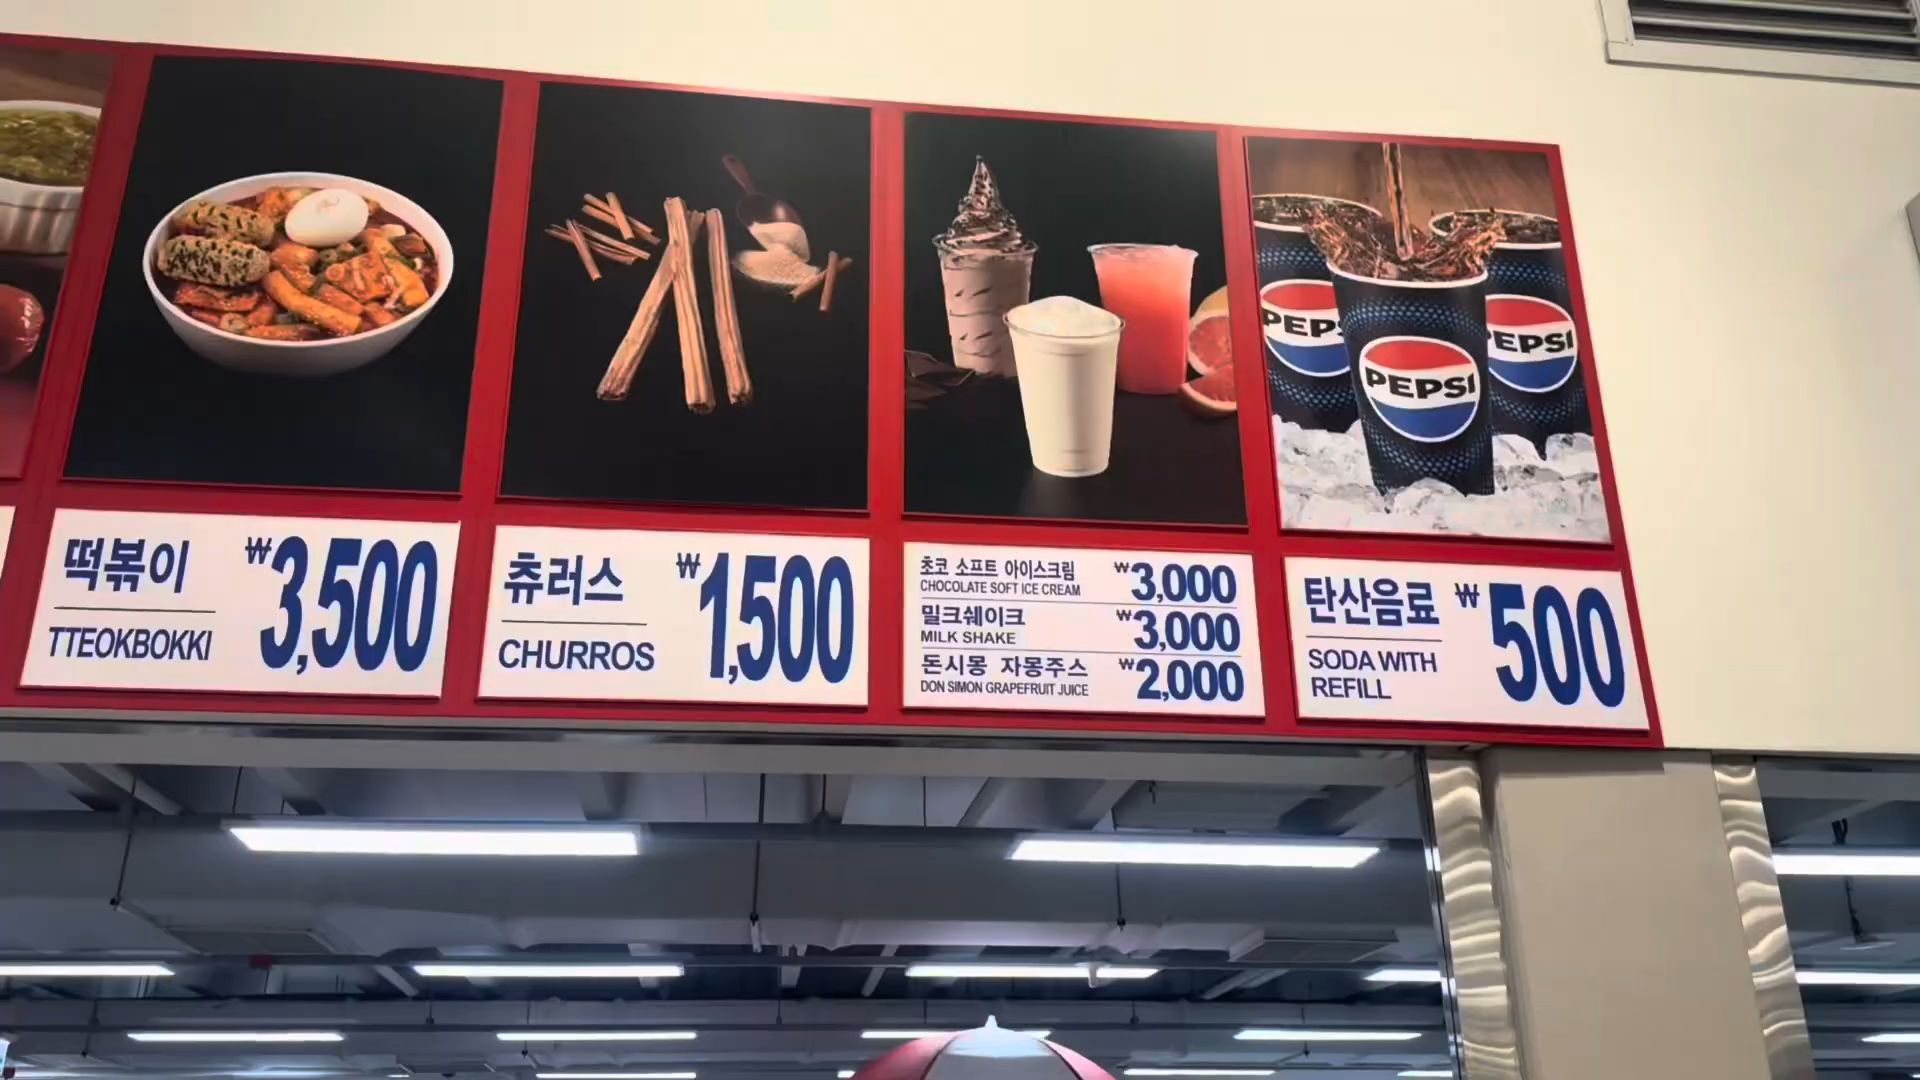 떡볶이
TTEOKBOKKI
₩3,500
츄러스
CHURROS
₩1,500
초코 소프트 아이스크림
CHOCOLATE SOFT ICE CREAM
₩3,000
밀크쉐이크
MILK SHAKE
₩3,000
돈시몽 자몽주스
DON SIMON GRAPEFRUIT JUICE
₩2,000
PEPSI
PEPSI
EPSI
탄산음료
SODA WITH
REFILL
₩500